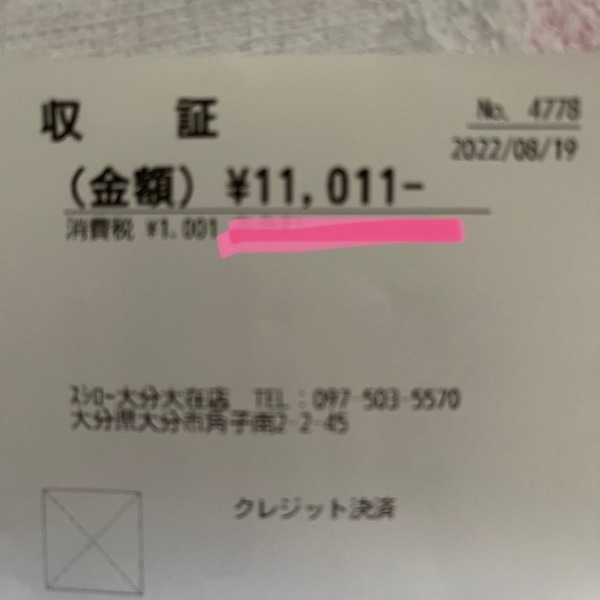 収 証
No. 4778
2022/08/19
(金額) ¥11,011-
消費税 ¥1,001
スシロー大分大在店 TEL:097-503-5570
大分県大分市角子南2-2-45
クレジット決済